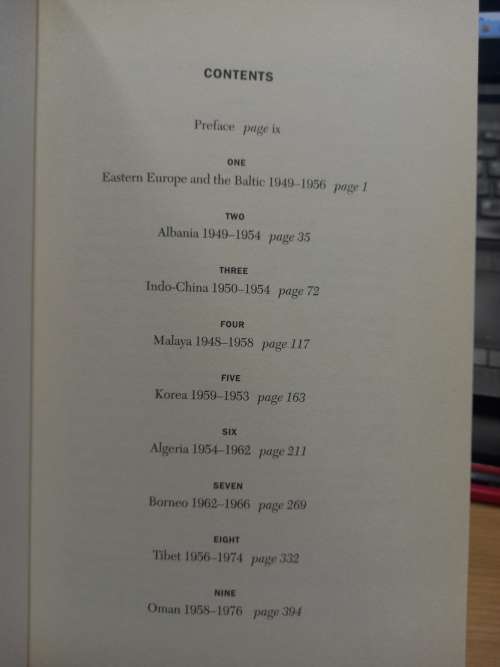 CONTENTS
Preface page ix
ONE
Eastern Europe and the Baltic 1949–1956 page 1
TWO
Albania 1949–1954 page 35
THREE
Indo-China 1950–1954 page 72
FOUR
Malaya 1948–1958 page 117
FIVE
Korea 1959–1953 page 163
SIX
Algeria 1954–1962 page 211
SEVEN
Borneo 1962–1966 page 269
EIGHT
Tibet 1956–1974 page 332
NINE
Oman 1958–1976 page 394